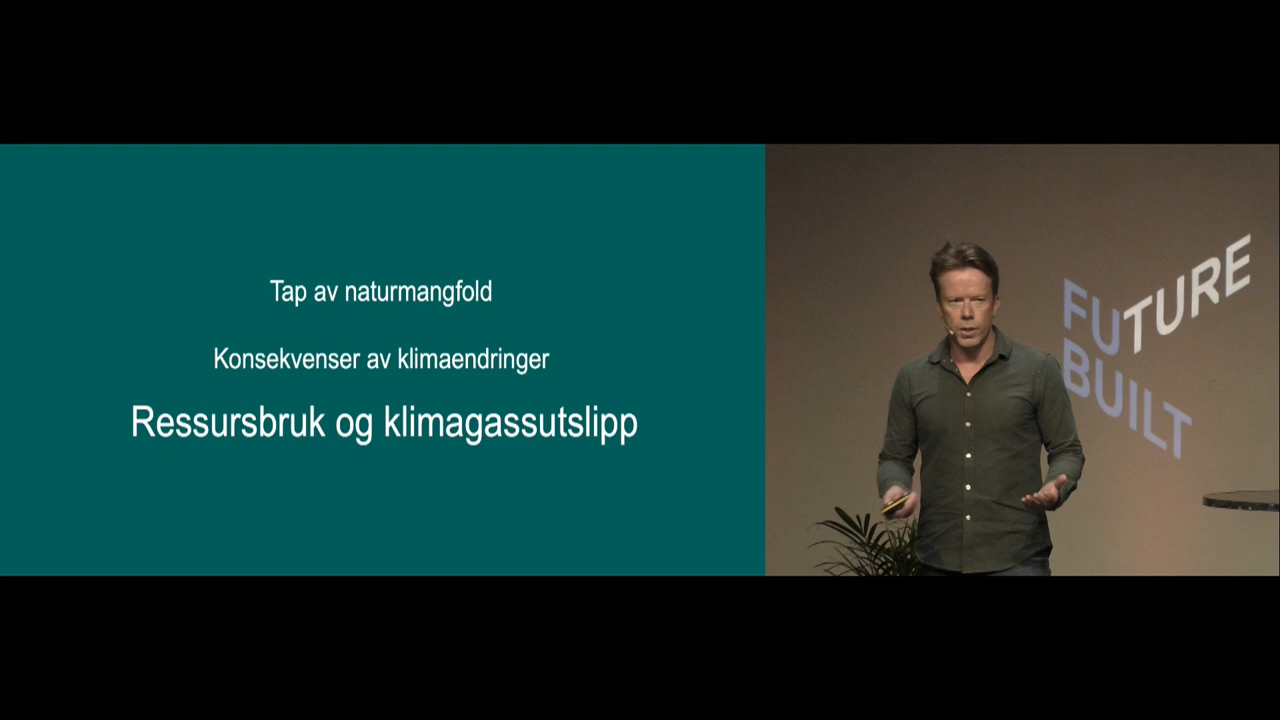 Tap av naturmangfold
Konsekvenser av klimaendringer
Ressursbruk og klimagassutslipp
FUTURE
BUILT